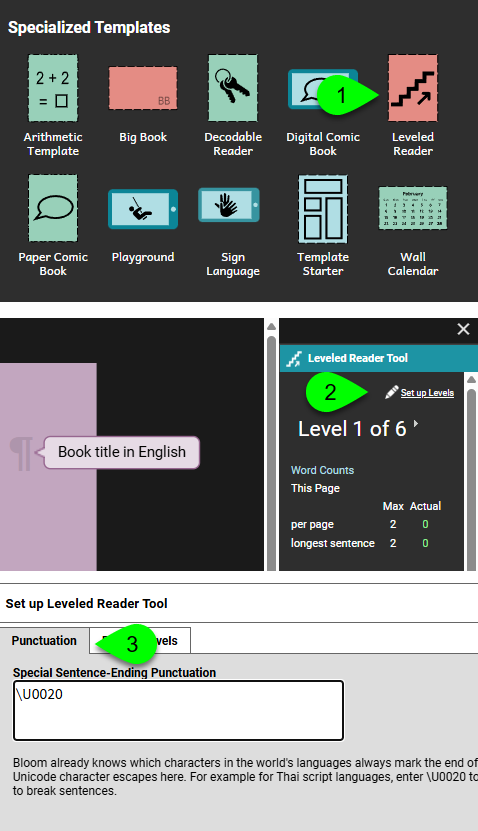 Specialized Templates
2 + 2
= □
BB
1
Arithmetic Template
Big Book
Decodable Reader
Digital Comic Book
Leveled Reader
February
Paper Comic Book
Playground
Sign Language
Template Starter
Wall Calendar
Leveled Reader Tool
2
Set up Levels
Level 1 of 6
¶
Book title in English
Word Counts
This Page
Max Actual
per page 2 0
longest sentence 2 0
Set up Leveled Reader Tool
Punctuation
3
Special Sentence-Ending Punctuation
\U0020
Bloom already knows which characters in the world's languages always mark the end of
Unicode character escapes here. For example for Thai script languages, enter \U0020 to
to break sentences.